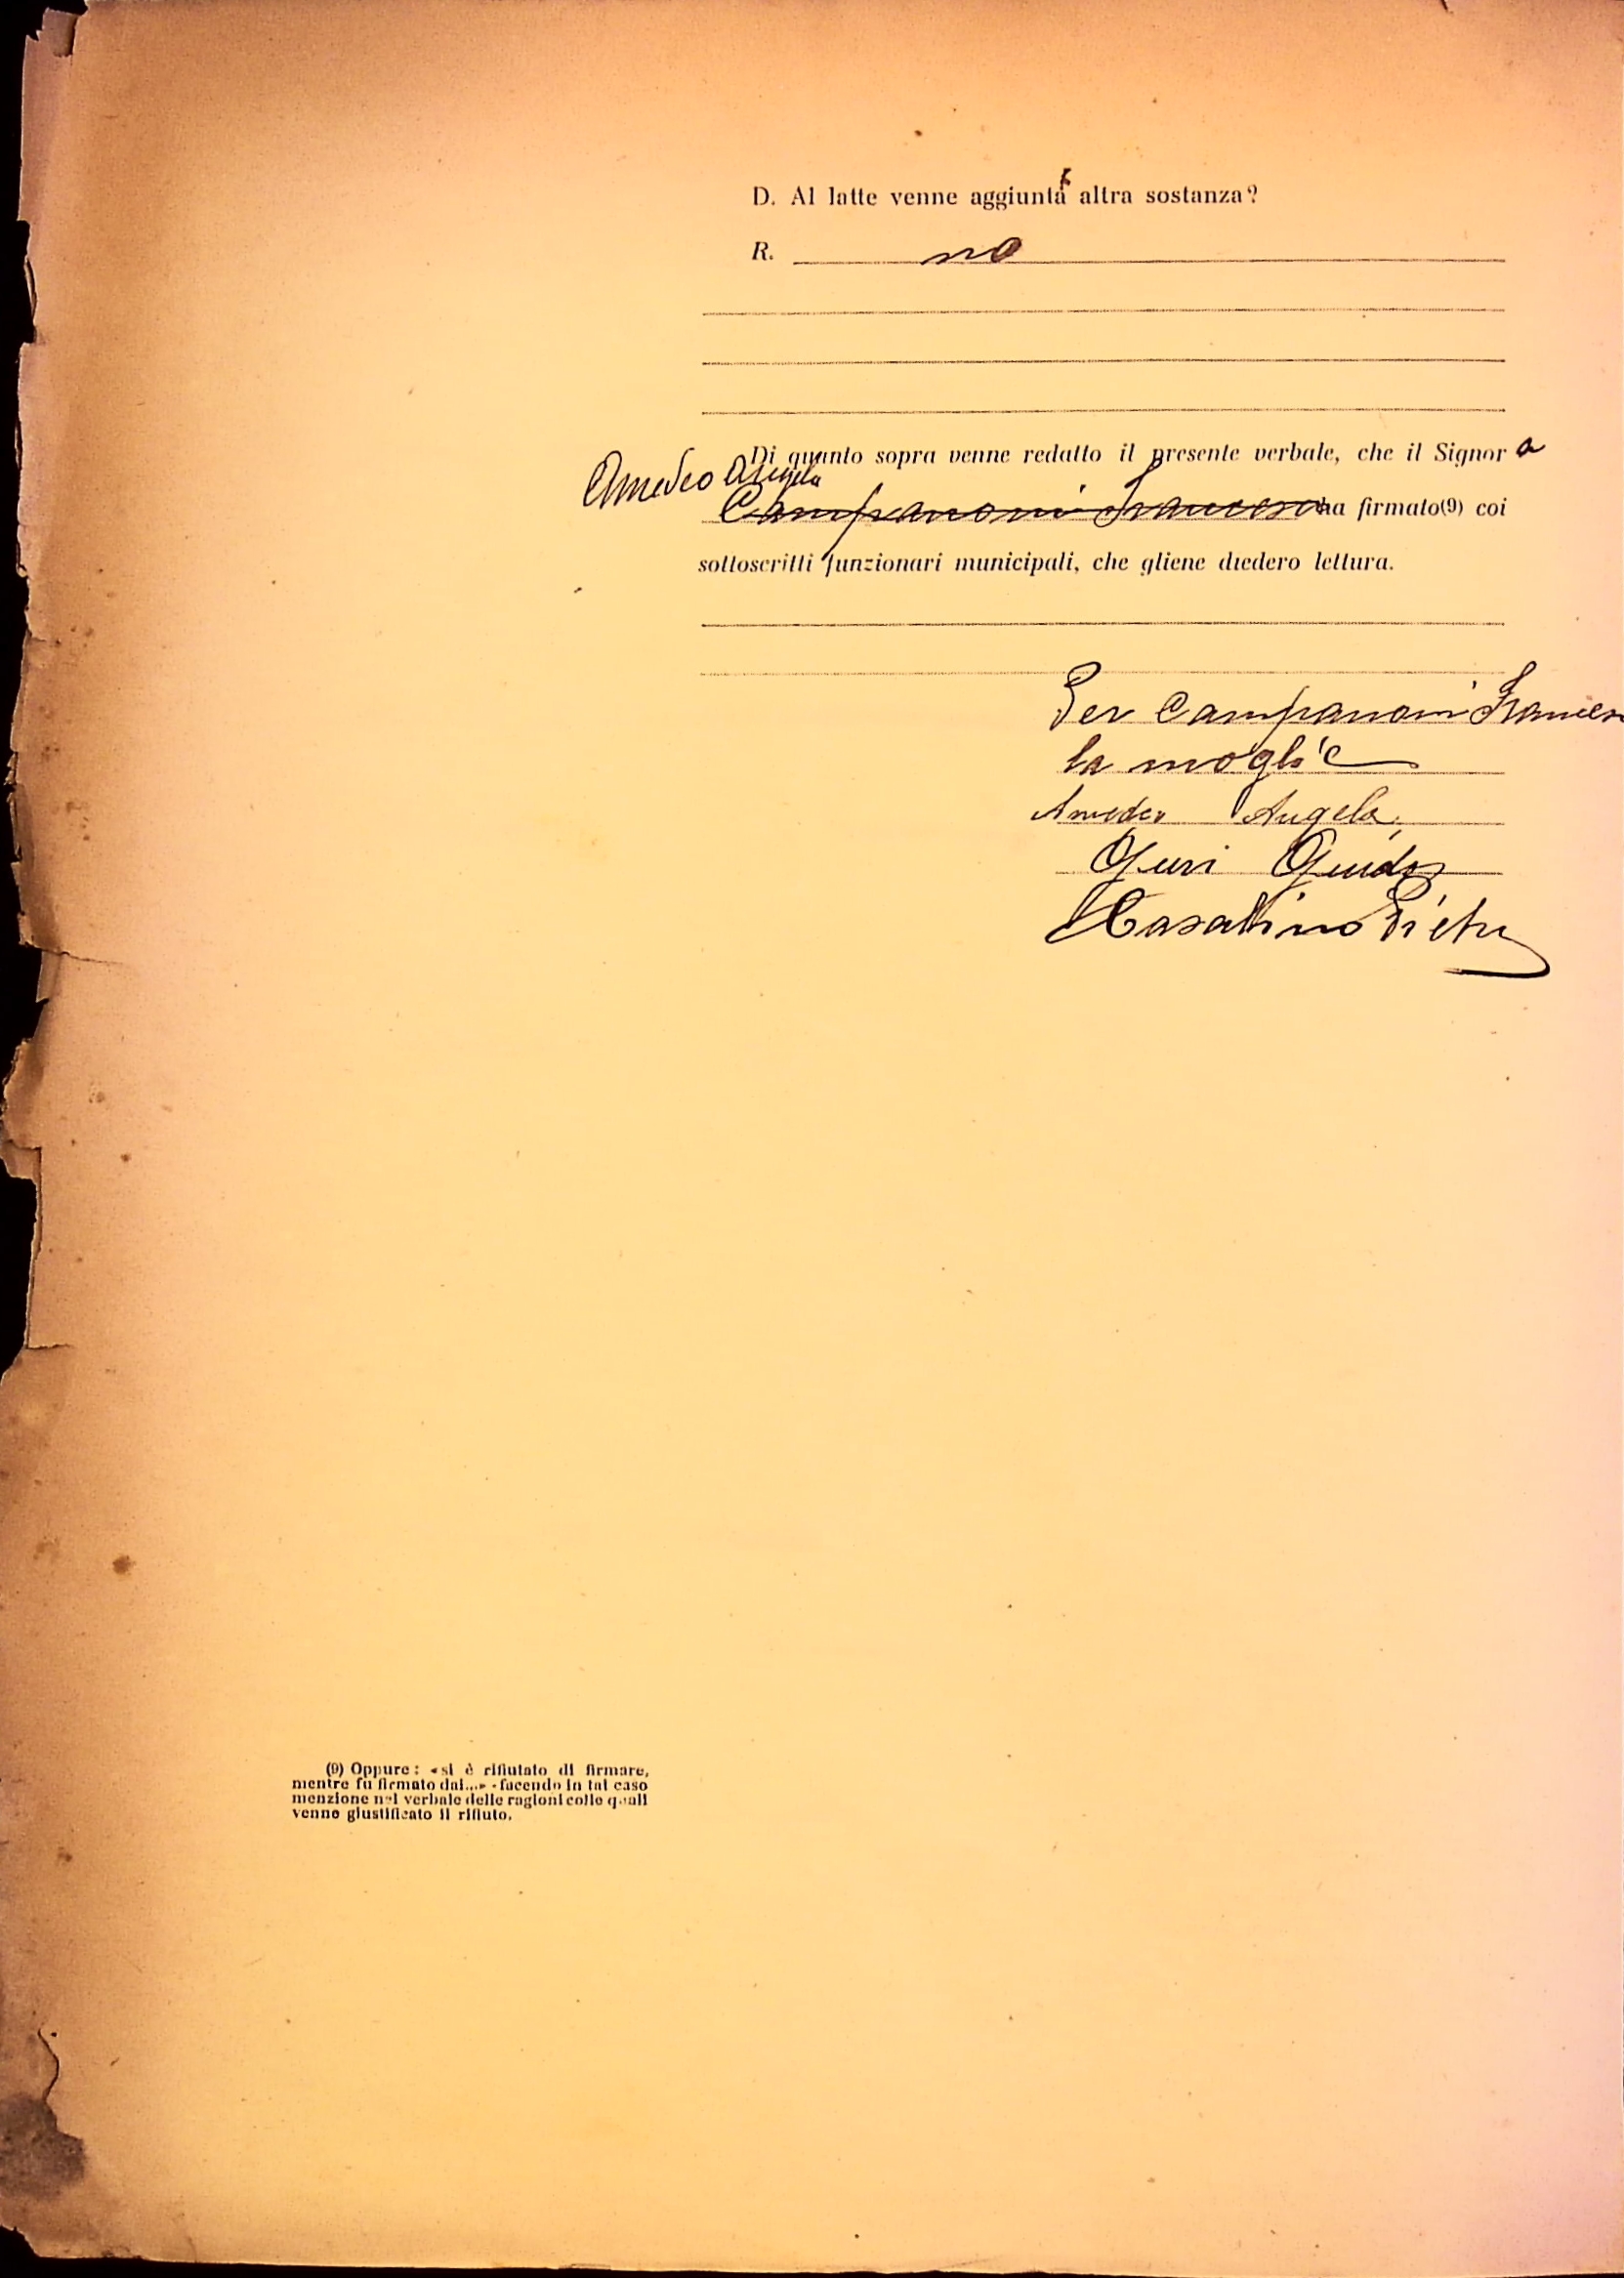 D. Al latte venne aggiunta altra sostanza?
R. no
Di quanto sopra venne redatto il presente verbale, che il Signor a
Amedeo Angela
Campanoni Francesco ha firmato(9) coi
sottoscritti funzionari municipali, che gliene diedero lettura.
Per Campanoni Francesco
la moglie
Amedeo Angela
Guido
Casaltino Pietro
(9) Oppure: «si è rifiutato di firmare,
mentre fu firmato dai...» - facendo in tal caso
menzione nel verbale delle ragioni colle quali
venne giustificato il rifiuto.